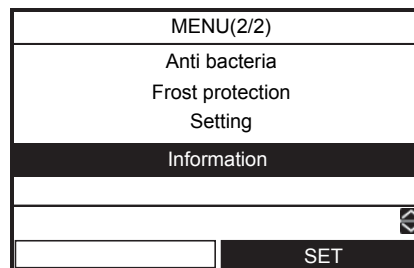 MENU(2/2)
Anti bacteria
Frost protection
Setting
Information
SET